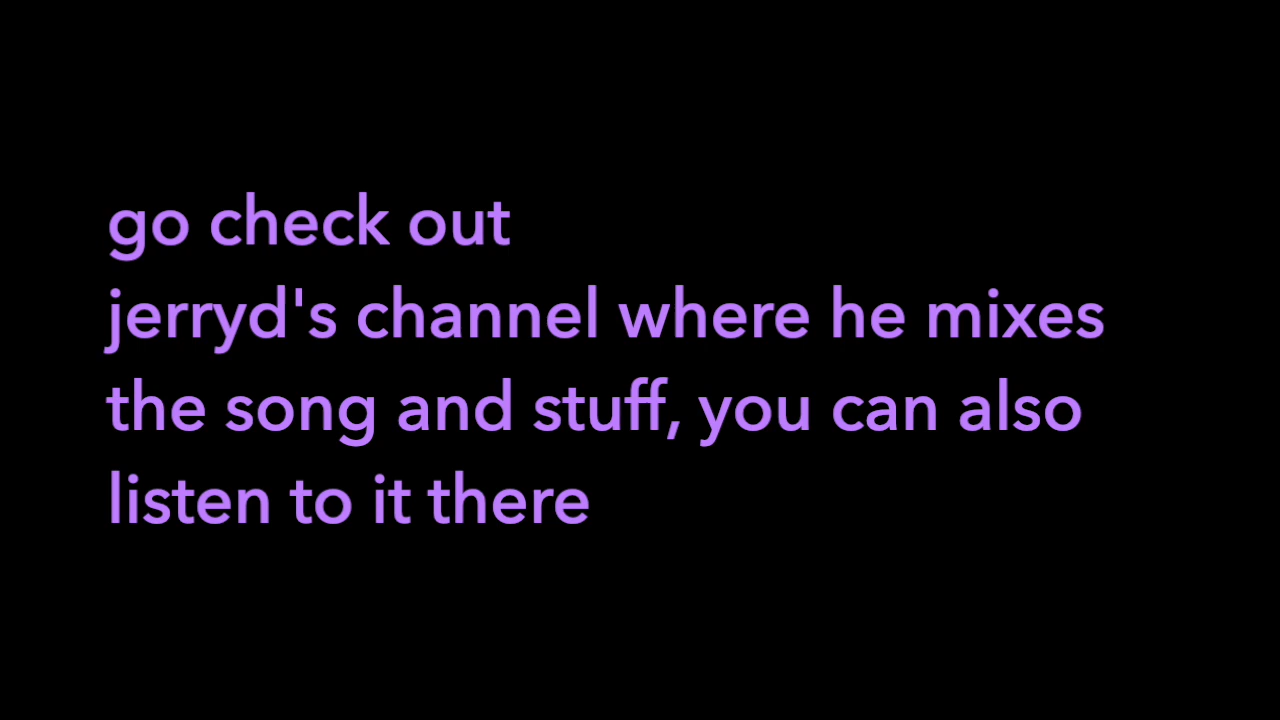 go check out
jerryd's channel where he mixes
the song and stuff, you can also
listen to it there